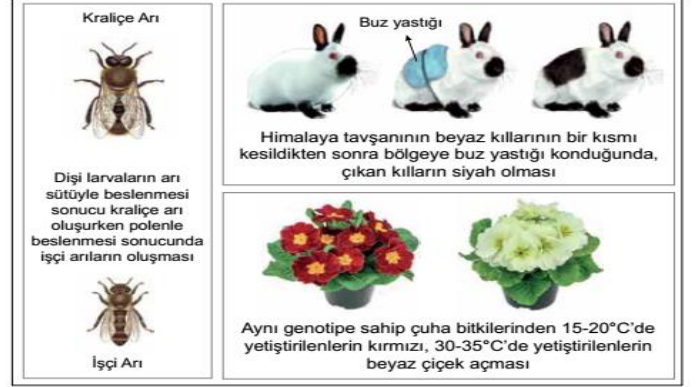 Kraliçe Arı
Dişi larvaların arı
sütüyle beslenmesi
sonucu kraliçe arı
oluşurken polenle
beslenmesi sonucunda
işçi arıların oluşması
İşçi Arı
Buz yastığı
Himalaya tavşanının beyaz kıllarının bir kısmı
kesildikten sonra bölgeye buz yastığı konduğunda,
çıkan kılların siyah olması
Aynı genotipe sahip çuha bitkilerinden 15-20°C'de
yetiştirilenlerin kırmızı, 30-35°C'de yetiştirilenlerin
beyaz çiçek açması